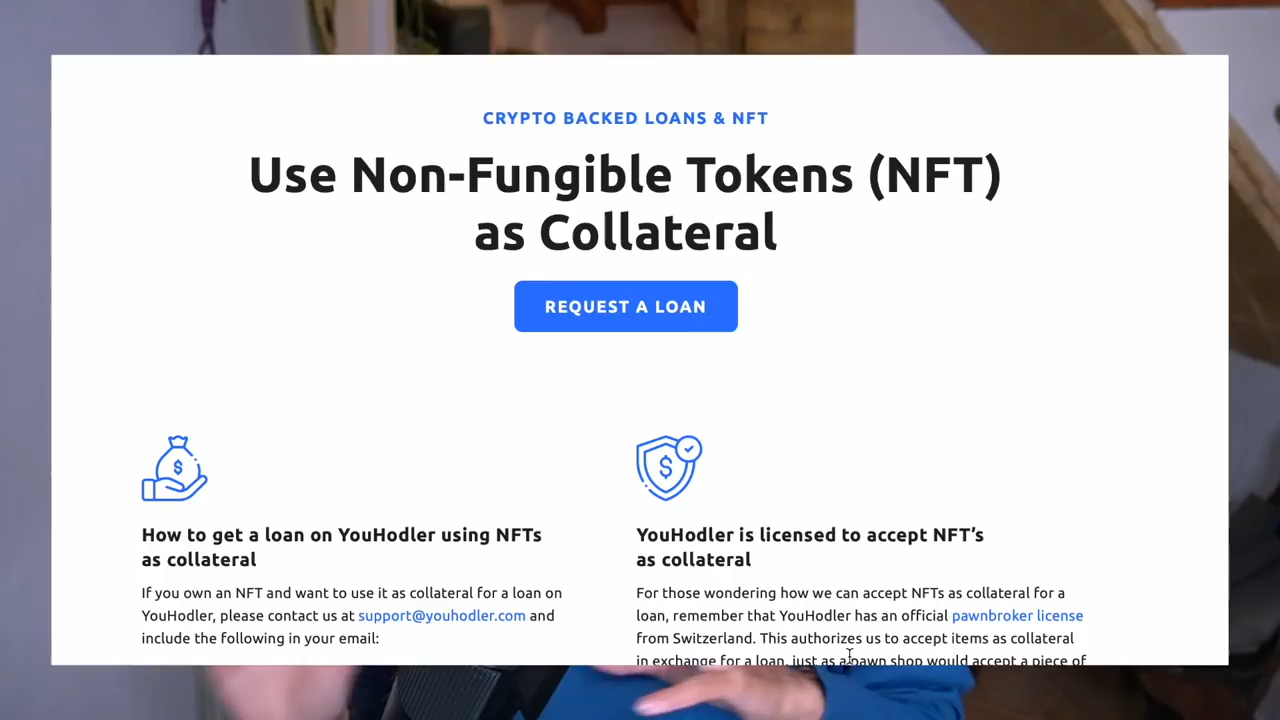 CRYPTO BACKED LOANS & NFT
Use Non-Fungible Tokens (NFT)
as Collateral
REQUEST A LOAN
How to get a loan on YouHodler using NFTs
as collateral
If you own an NFT and want to use it as collateral for a loan on
YouHodler, please contact us at support@youhodler.com and
include the following in your email:
YouHodler is licensed to accept NFT’s
as collateral
For those wondering how we can accept NFTs as collateral for a
loan, remember that YouHodler has an official pawnbroker license
from Switzerland. This authorizes us to accept items as collateral
in exchange for a loan, just as a pawn shop would accept a piece of